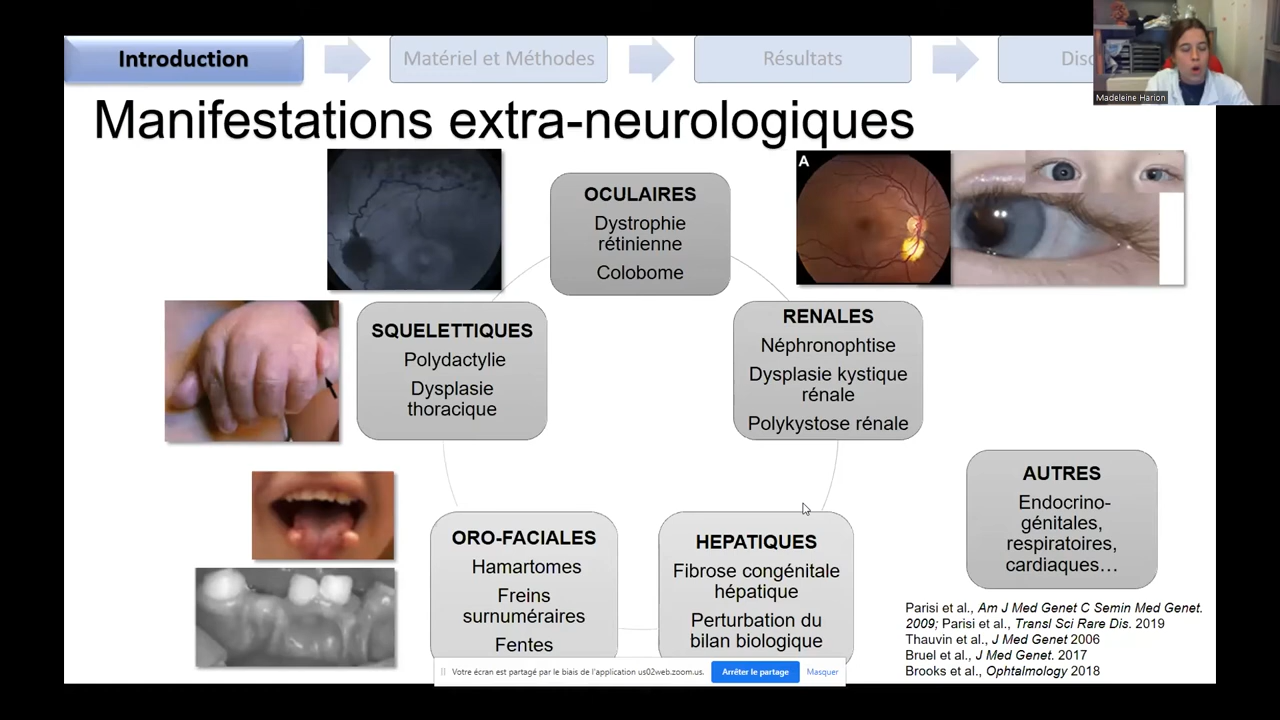 Introduction
Matériel et Méthodes
Résultats
Disc
Madeleine Harion
Manifestations extra-neurologiques
A
OCULAIRES
Dystrophie
rétinienne
Colobome
SQUELETTIQUES
Polydactylie
Dysplasie
thoracique
RENALES
Néphronophtise
Dysplasie kystique
rénale
Polykystose rénale
ORO-FACIALES
Hamartomes
Freins
surnuméraires
Fentes
HEPATIQUES
Fibrose congénitale
hépatique
Perturbation du
bilan biologique
AUTRES
Endocrino-
génitales,
respiratoires,
cardiaques…
Parisi et al., Am J Med Genet C Semin Med Genet.
2009; Parisi et al., Transl Sci Rare Dis. 2019
Thauvin et al., J Med Genet 2006
Bruel et al., J Med Genet. 2017
Brooks et al., Ophtalmology 2018
Votre écran est partagé par le biais de l'application us02web.zoom.us.
Arrêter le partage
Masquer